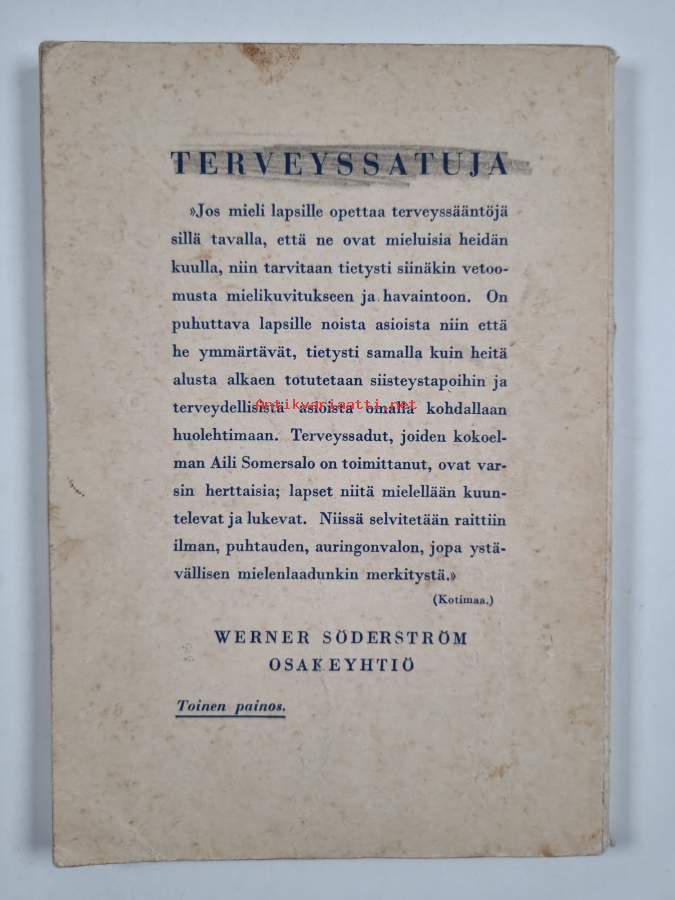 TERVEYSSATUJA
»Jos mieli lapsille opettaa terveyssääntöjä
sillä tavalla, että ne ovat mieluisia heidän
kuulla, niin tarvitaan tietysti siinäkin vetoo-
musta mielikuvitukseen ja havaintoon. On
puhuttava lapsille noista asioista niin että
he ymmärtävät, tietysti samalla kuin heitä
alusta alkaen totutetaan siisteystapoihin ja
terveydellisistä asioista omalla kohdallaan
Antikvariaatti.net
huolehtimaan. Terveyssadut, joiden kokoel-
man Aili Somersalo on toimittanut, ovat var-
sin herttaisia; lapset niitä mielellään kuun-
televat ja lukevat. Niissä selvitetään raittiin
ilman, puhtauden, auringonvalon, jopa ystä-
vällisen mielenlaadunkin merkitystä.»
(Kotimaa.)
WERNER SÖDERSTRÖM
OSAKEYHTIÖ
Toinen painos.